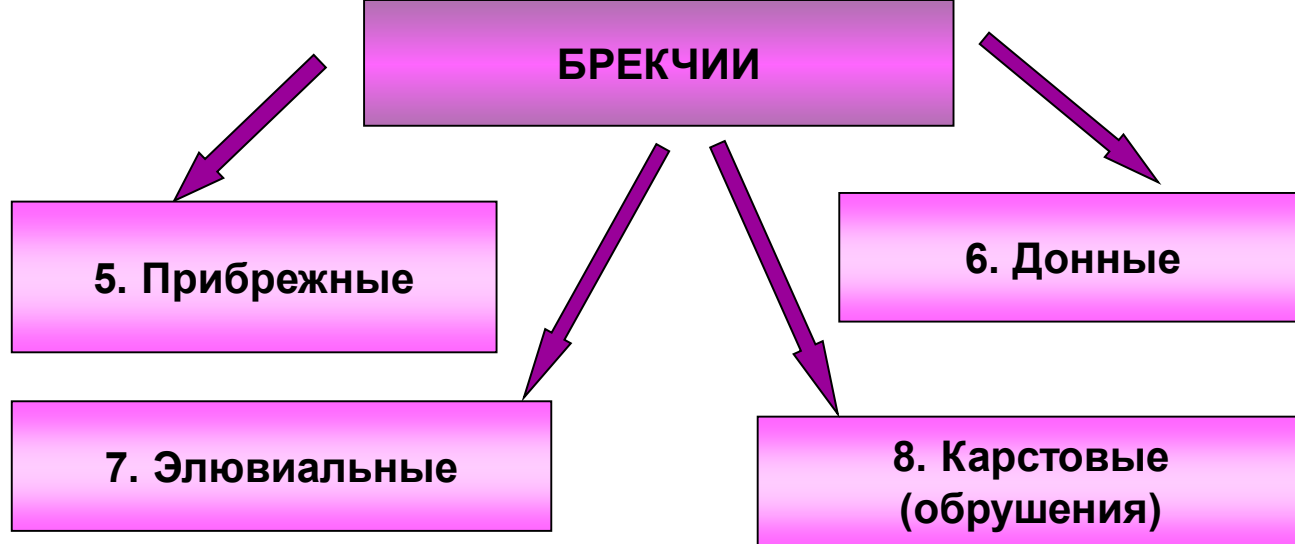 БРЕКЧИИ
5. Прибрежные
6. Донные
7. Элювиальные
8. Карстовые
(обрушения)